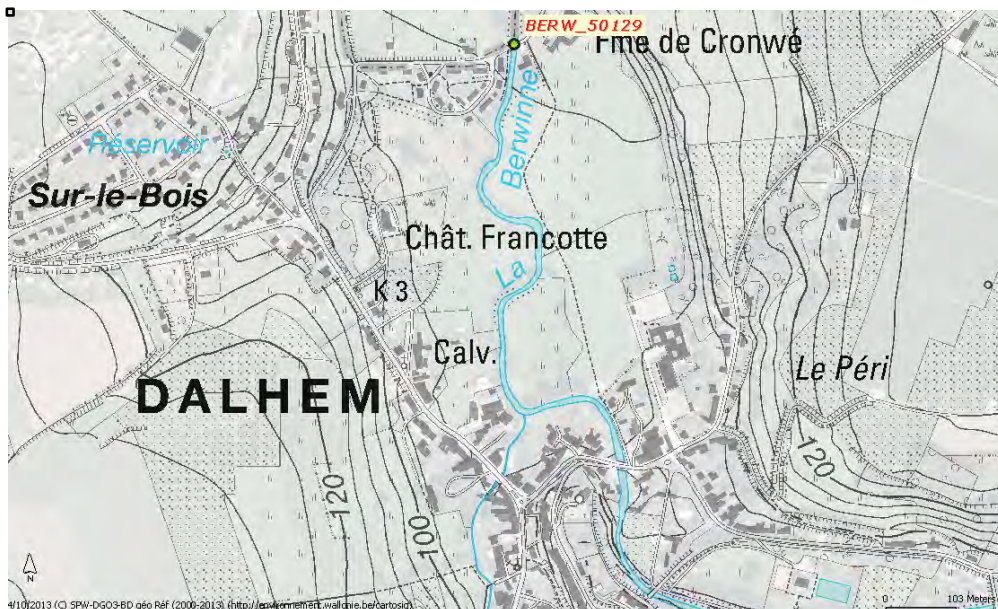 BERW_50129
Fme de Cronwé
Réservoir
Berwinne
Sur-le-Bois
Chât. Francotte
La
K 3
Calv.
Le Péri
DALHEM
120
120
100
N
4/10/2013 (C) SPW-DGO3-BD géo Réf (2000-2013) (http://environnement.wallonie.be/cartosig)
0 103 Meters